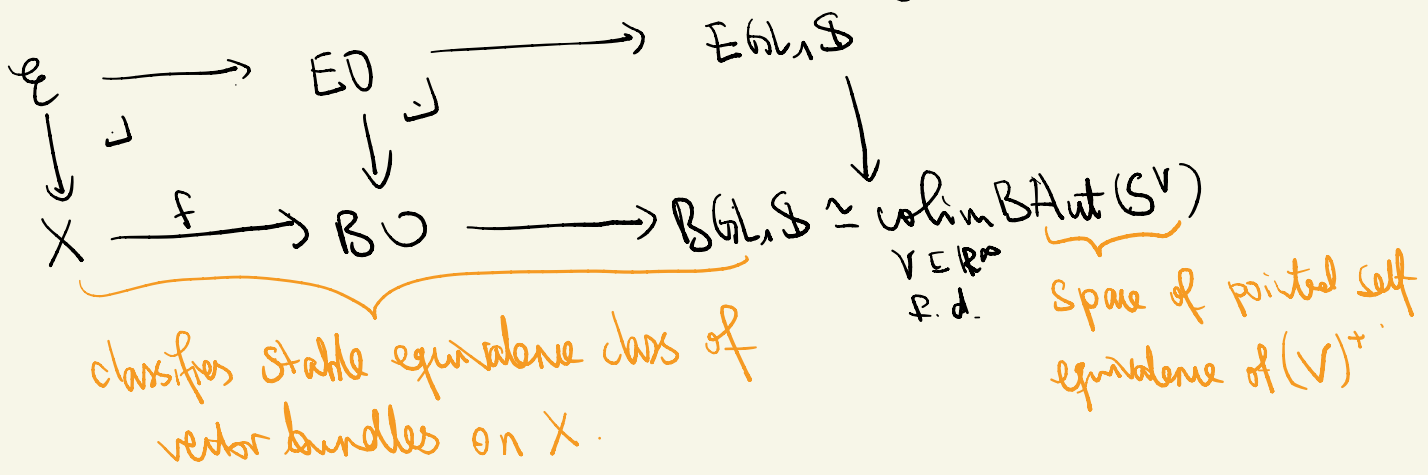 ξ → EO → EGL₁𝕊
X →f BO → BGL₁𝕊 ≃ colim BAut(S^V)
V ⊆ ℝ^∞
f.d.
space of pointed self
equivalence of (V)⁺
classifies stable equivalence class of
vector bundles on X.